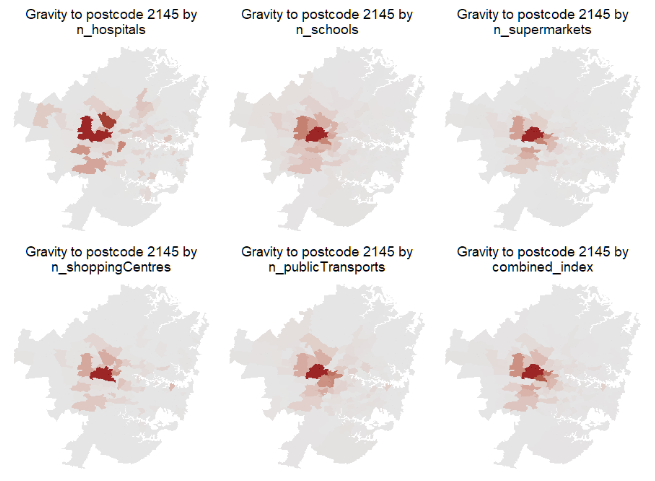 Gravity to postcode 2145 by
n_hospitals
Gravity to postcode 2145 by
n_schools
Gravity to postcode 2145 by
n_supermarkets
Gravity to postcode 2145 by
n_shoppingCentres
Gravity to postcode 2145 by
n_publicTransports
Gravity to postcode 2145 by
combined_index